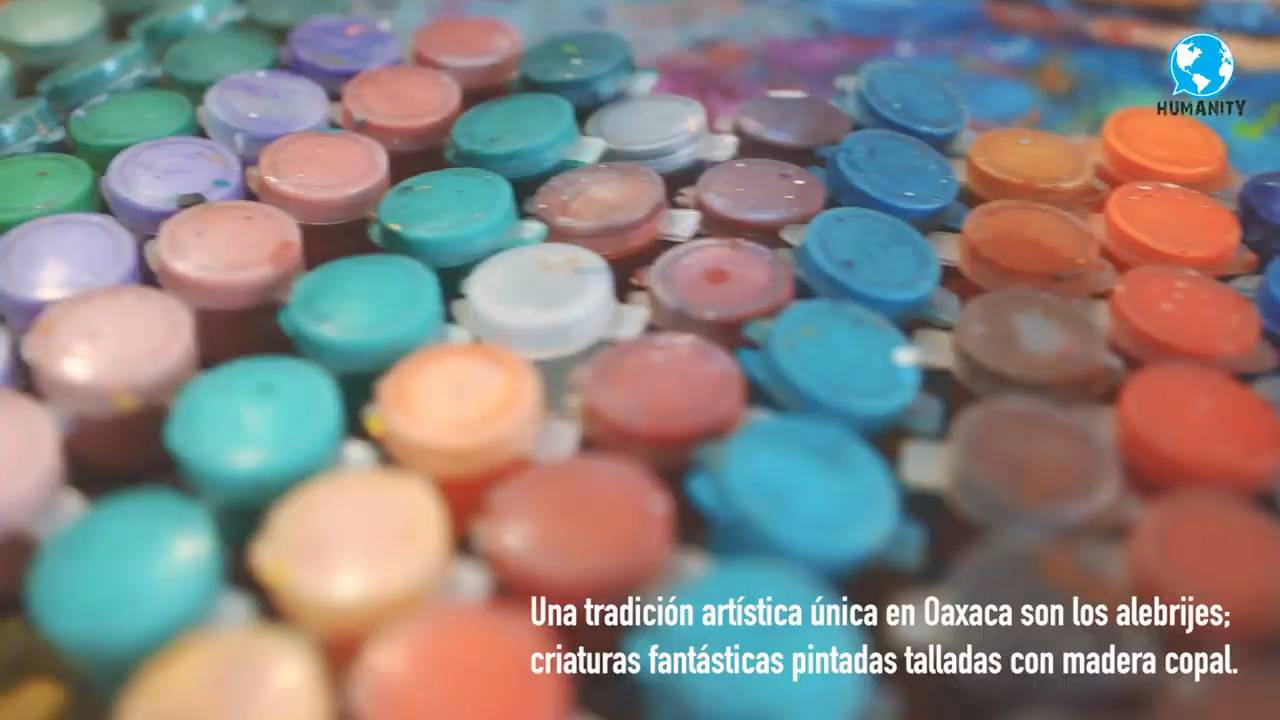 HUMANITY
Una tradición artística única en Oaxaca son los alebrijes;
criaturas fantásticas pintadas talladas con madera copal.